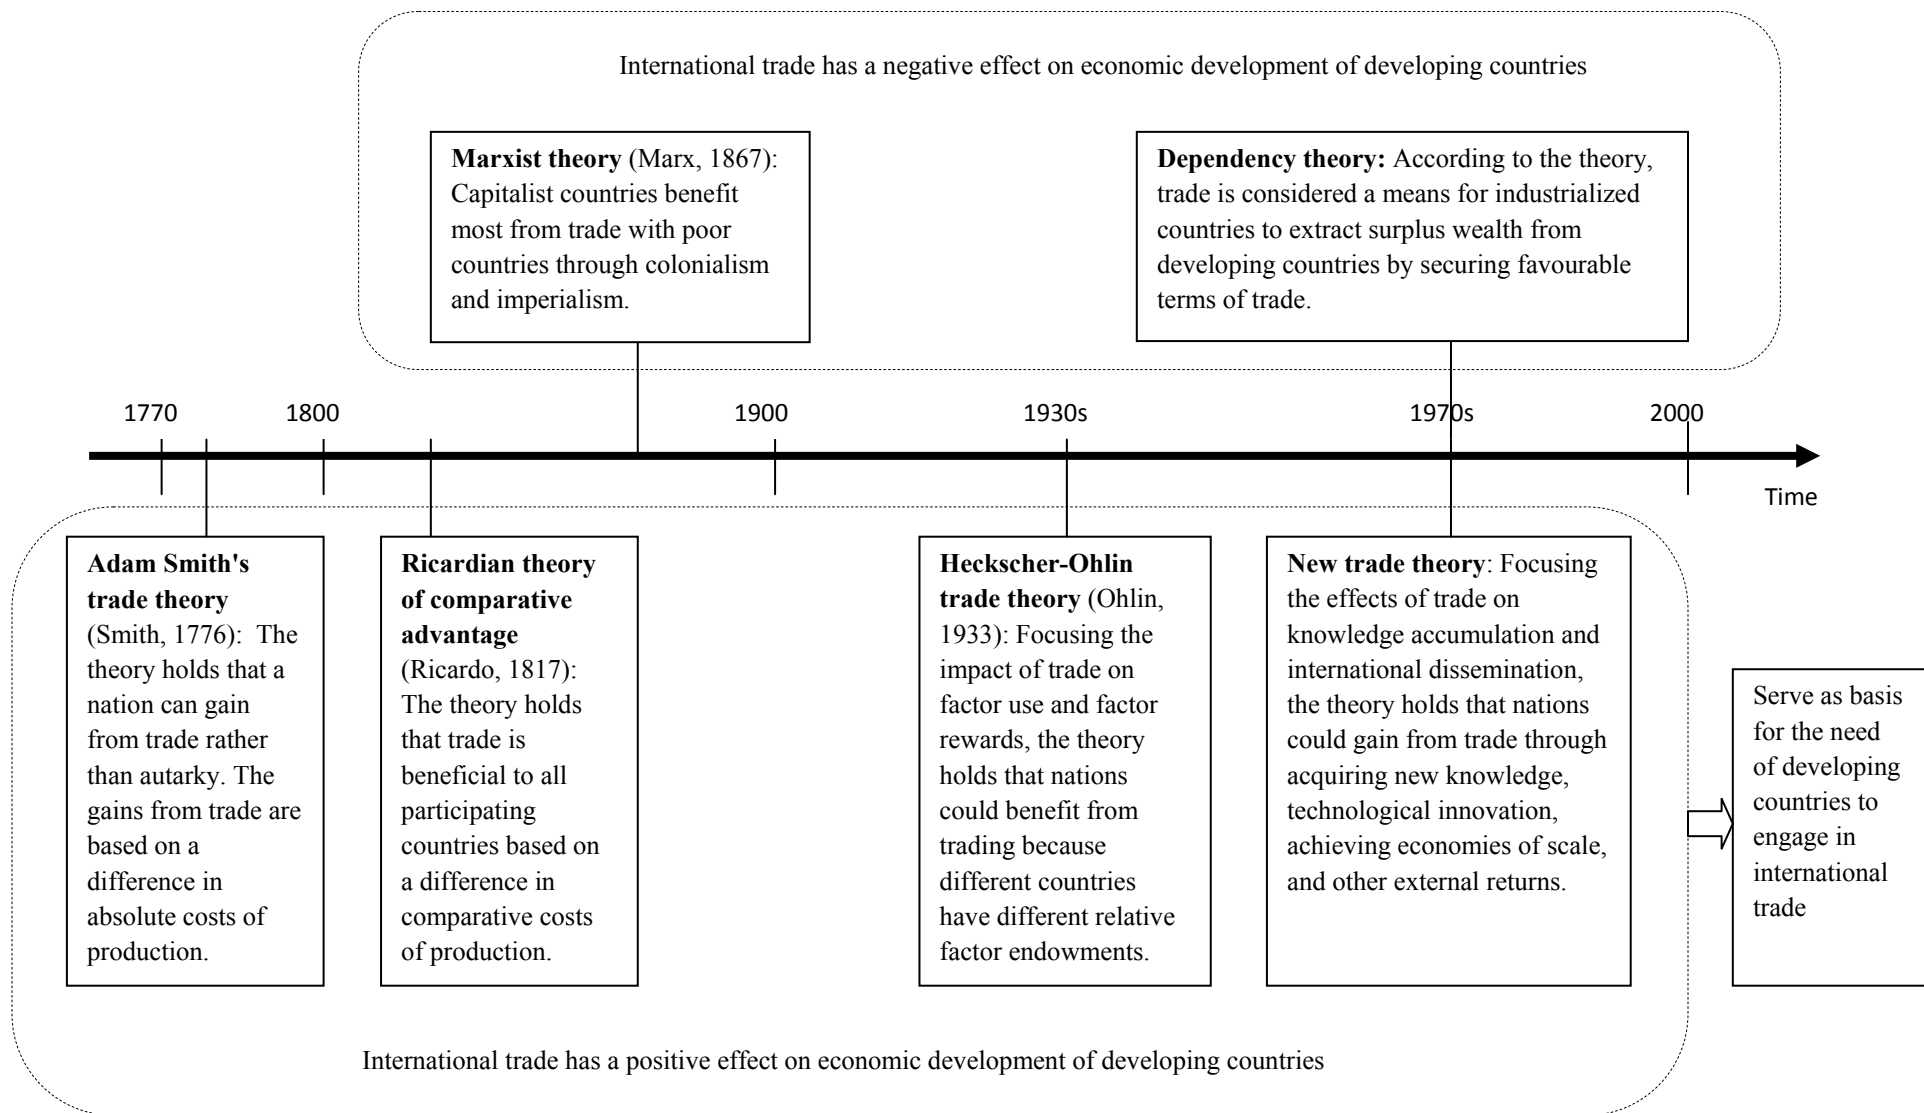 International trade has a negative effect on economic development of developing countries
Marxist theory (Marx, 1867):
Capitalist countries benefit
most from trade with poor
countries through colonialism
and imperialism.
Dependency theory: According to the theory,
trade is considered a means for industrialized
countries to extract surplus wealth from
developing countries by securing favourable
terms of trade.
1770
1800
1900
1930s
1970s
2000
Time
Adam Smith's
trade theory
(Smith, 1776):  The
theory holds that a
nation can gain
from trade rather
than autarky. The
gains from trade are
based on a
difference in
absolute costs of
production.
Ricardian theory
of comparative
advantage
(Ricardo, 1817):
The theory holds
that trade is
beneficial to all
participating
countries based on
a difference in
comparative costs
of production.
Heckscher-Ohlin
trade theory (Ohlin,
1933): Focusing the
impact of trade on
factor use and factor
rewards, the theory
holds that nations
could benefit from
trading because
different countries
have different relative
factor endowments.
New trade theory: Focusing
the effects of trade on
knowledge accumulation and
international dissemination,
the theory holds that nations
could gain from trade through
acquiring new knowledge,
technological innovation,
achieving economies of scale,
and other external returns.
Serve as basis
for the need
of developing
countries to
engage in
international
trade
International trade has a positive effect on economic development of developing countries